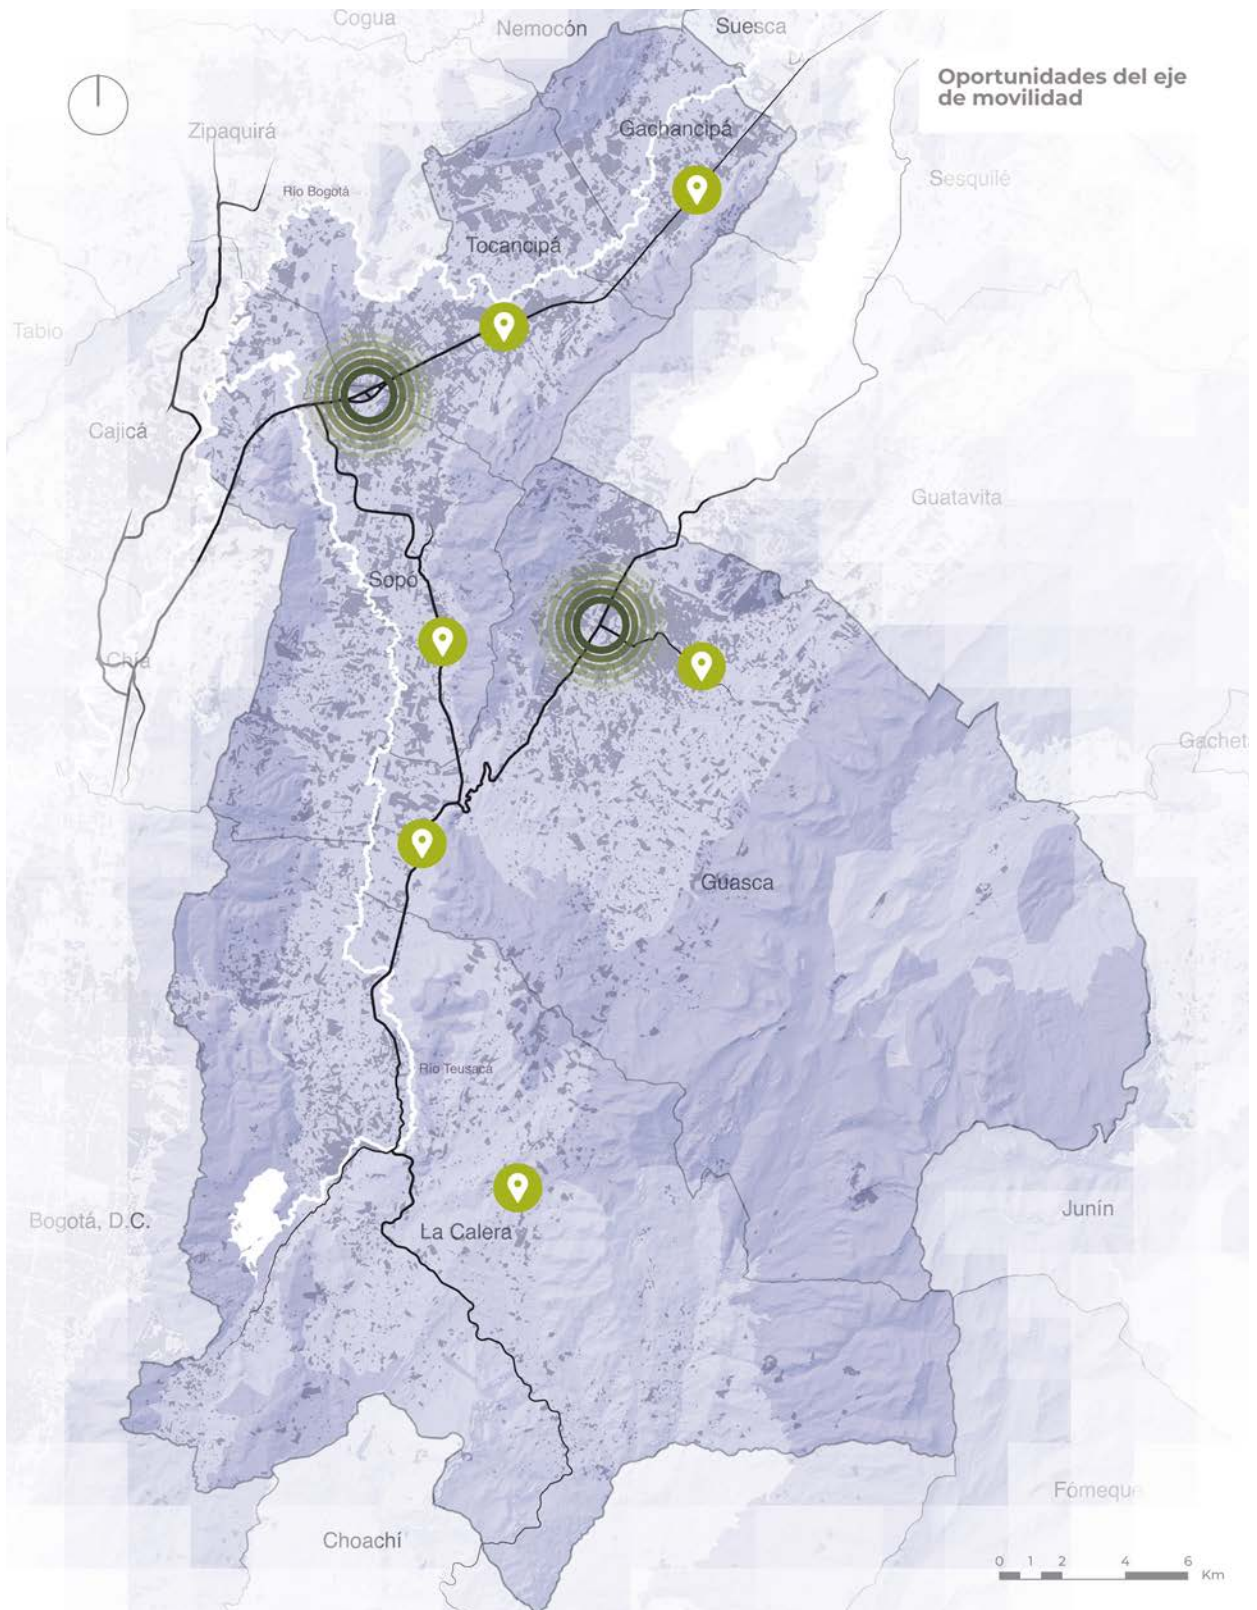 Cogua
Nemocón
Suesca
Oportunidades del eje
de movilidad
Zipaquirá
Gachancipá
Sesquilé
Río Bogotá
Tocancipá
Tabio
Cajicá
Guatavita
Sopó
Chía
Gachetá
Guasca
Río Teusacá
Bogotá, D.C.
La Calera
Junín
Fómeque
Choachí
0 1 2 4 6
Km